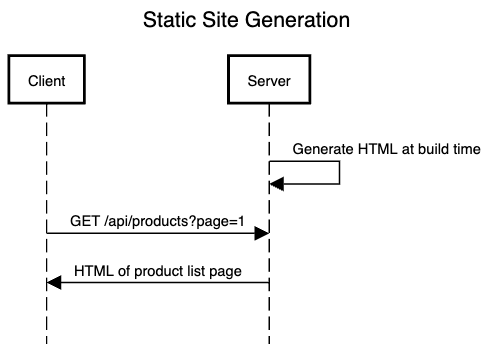 Static Site Generation
Client
Server
Generate HTML at build time
GET /api/products?page=1
HTML of product list page